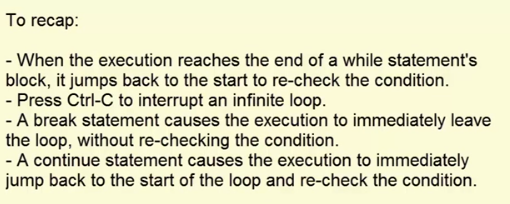 To recap:
- When the execution reaches the end of a while statement's
block, it jumps back to the start to re-check the condition.
- Press Ctrl-C to interrupt an infinite loop.
- A break statement causes the execution to immediately leave
the loop, without re-checking the condition.
- A continue statement causes the execution to immediately
jump back to the start of the loop and re-check the condition.